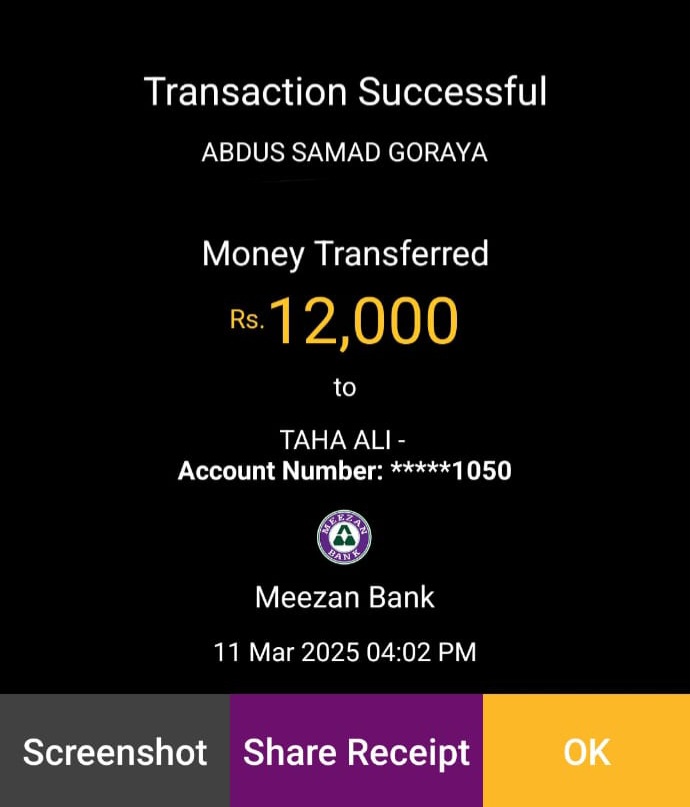 Transaction Successful
ABDUS SAMAD GORAYA
Money Transferred
Rs.12,000
to
TAHA ALI -
Account Number: *****1050
MEEZAN
BANK
Meezan Bank
11 Mar 2025 04:02 PM
Screenshot
Share Receipt
OK